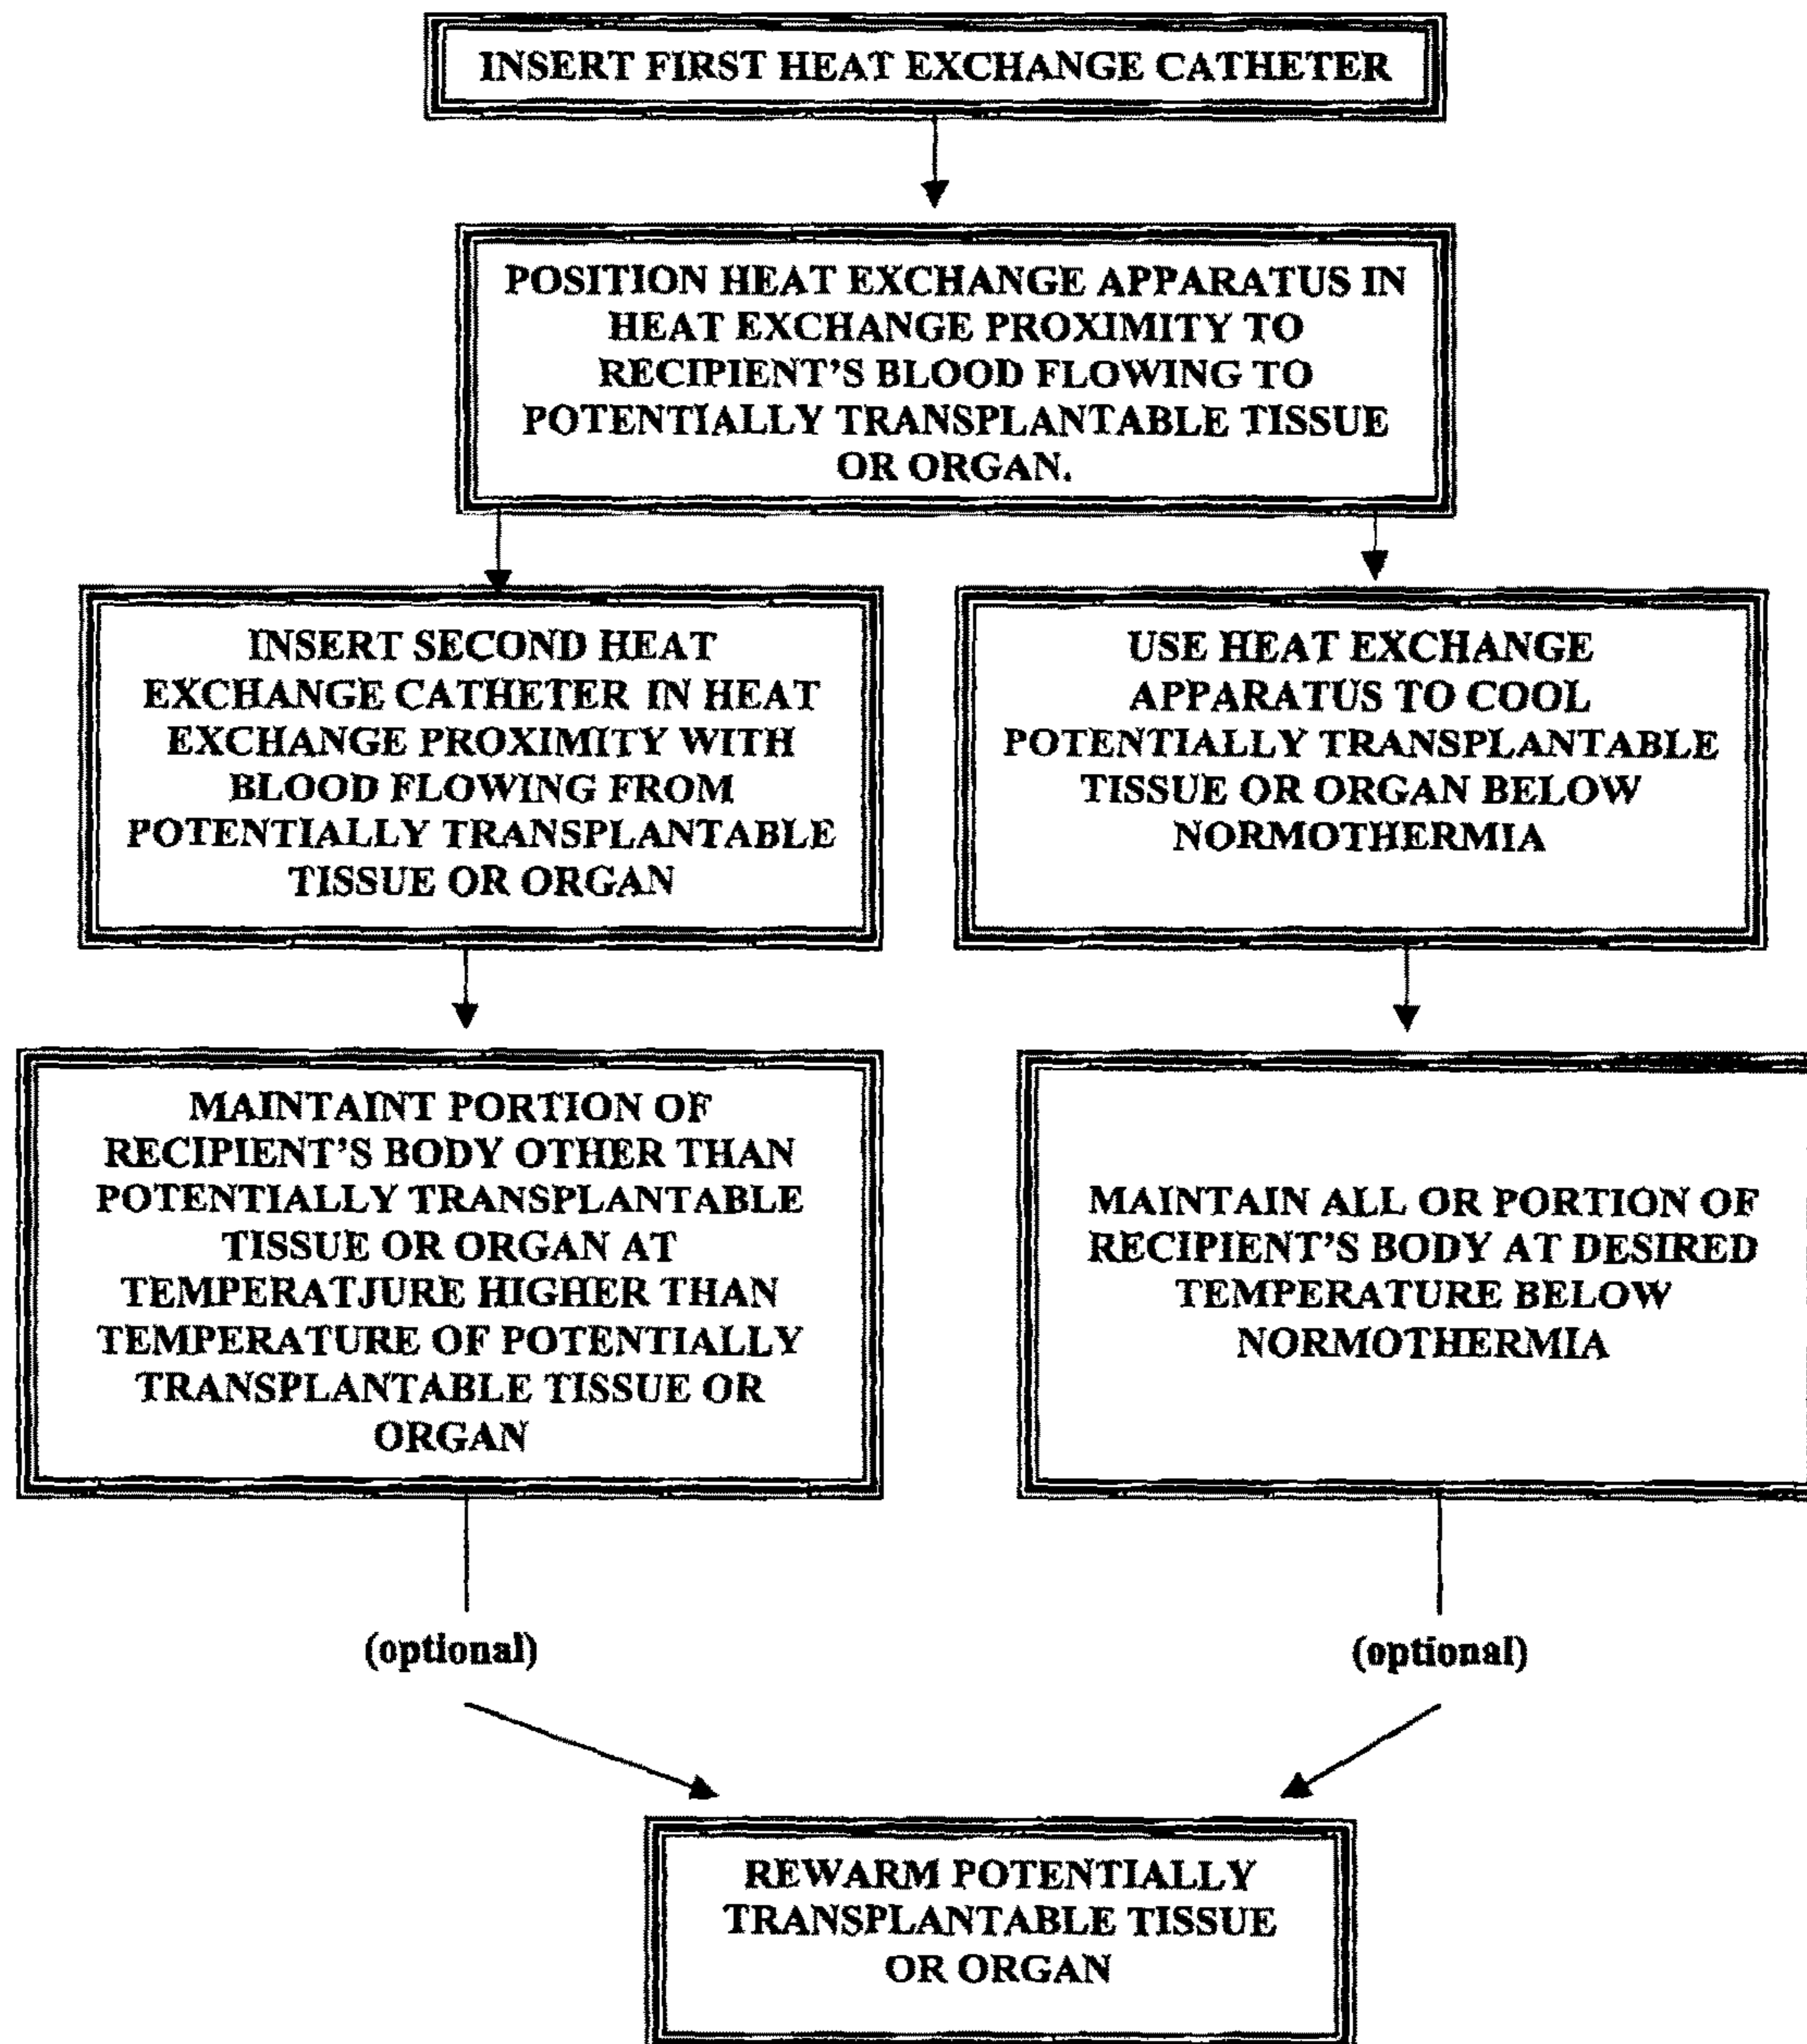 INSERT FIRST HEAT EXCHANGE CATHETER
POSITION HEAT EXCHANGE APPARATUS IN
HEAT EXCHANGE PROXIMITY TO
RECIPIENT'S BLOOD FLOWING TO
POTENTIALLY TRANSPLANTABLE TISSUE
OR ORGAN.
INSERT SECOND HEAT
EXCHANGE CATHETER IN HEAT
EXCHANGE PROXIMITY WITH
BLOOD FLOWING FROM
POTENTIALLY TRANSPLANTABLE
TISSUE OR ORGAN
USE HEAT EXCHANGE
APPARATUS TO COOL
POTENTIALLY TRANSPLANTABLE
TISSUE OR ORGAN BELOW
NORMOTHERMIA
MAINTAINT PORTION OF
RECIPIENT'S BODY OTHER THAN
POTENTIALLY TRANSPLANTABLE
TISSUE OR ORGAN AT
TEMPERATJURE HIGHER THAN
TEMPERATURE OF POTENTIALLY
TRANSPLANTABLE TISSUE OR
ORGAN
MAINTAIN ALL OR PORTION OF
RECIPIENT'S BODY AT DESIRED
TEMPERATURE BELOW
NORMOTHERMIA
(optional)
(optional)
REWARM POTENTIALLY
TRANSPLANTABLE TISSUE
OR ORGAN